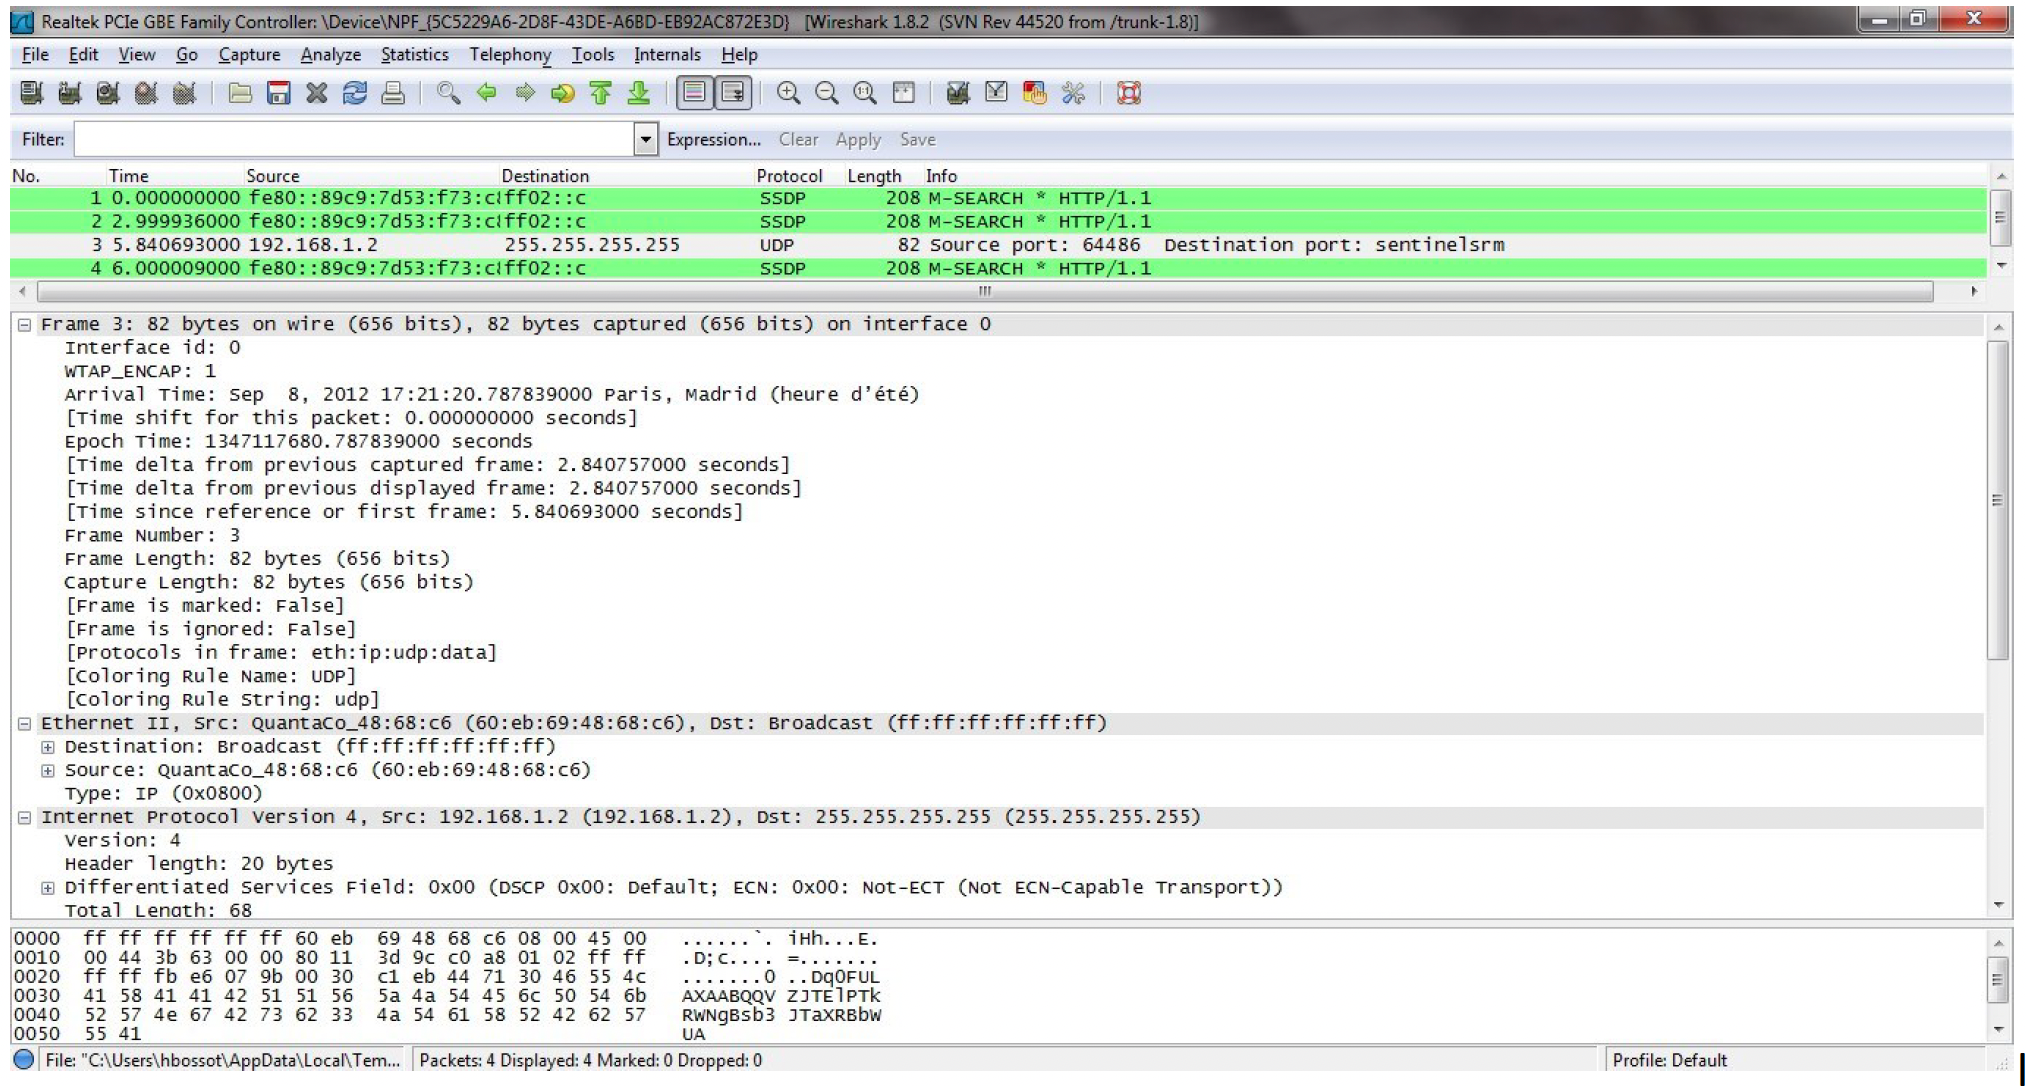 Realtek PCIe GBE Family Controller: \Device\NPF_{5C5229A6-2D8F-43DE-A6BD-EB92AC872E3D} [Wireshark 1.8.2 (SVN Rev 44520 from /trunk-1.8)]
File Edit View Go Capture Analyze Statistics Telephony Tools Internals Help
Filter: Expression... Clear Apply Save
No. Time Source Destination Protocol Length Info
1 0.000000000 fe80::89c9:7d53:f73:c8 ff02::c SSDP 208 M-SEARCH * HTTP/1.1
2 2.999936000 fe80::89c9:7d53:f73:c8 ff02::c SSDP 208 M-SEARCH * HTTP/1.1
3 5.840693000 192.168.1.2 255.255.255.255 UDP 82 Source port: 64486 Destination port: sentinelsrm
4 6.000009000 fe80::89c9:7d53:f73:c8 ff02::c SSDP 208 M-SEARCH * HTTP/1.1
Frame 3: 82 bytes on wire (656 bits), 82 bytes captured (656 bits) on interface 0
Interface id: 0
WTAP_ENCAP: 1
Arrival Time: Sep 8, 2012 17:21:20.787839000 Paris, Madrid (heure d'été)
[Time shift for this packet: 0.000000000 seconds]
Epoch Time: 1347117680.787839000 seconds
[Time delta from previous captured frame: 2.840757000 seconds]
[Time delta from previous displayed frame: 2.840757000 seconds]
[Time since reference or first frame: 5.840693000 seconds]
Frame Number: 3
Frame Length: 82 bytes (656 bits)
Capture Length: 82 bytes (656 bits)
[Frame is marked: False]
[Frame is ignored: False]
[Protocols in frame: eth:ip:udp:data]
[Coloring Rule Name: UDP]
[Coloring Rule String: udp]
Ethernet II, Src: QuantaCo_48:68:c6 (60:eb:69:48:68:c6), Dst: Broadcast (ff:ff:ff:ff:ff:ff)
Destination: Broadcast (ff:ff:ff:ff:ff:ff)
Source: QuantaCo_48:68:c6 (60:eb:69:48:68:c6)
Type: IP (0x0800)
Internet Protocol Version 4, Src: 192.168.1.2 (192.168.1.2), Dst: 255.255.255.255 (255.255.255.255)
Version: 4
Header length: 20 bytes
Differentiated Services Field: 0x00 (DSCP 0x00: Default; ECN: 0x00: Not-ECT (Not ECN-Capable Transport))
Total Length: 68
0000 ff ff ff ff ff ff 60 eb 69 48 68 c6 08 00 45 00 ......`. iHh...E.
0010 00 44 3b 63 00 00 80 11 3d 9c c0 a8 01 02 ff ff .D;c.... =.......
0020 ff ff fb e6 07 9b 00 30 c1 eb 44 71 30 46 55 4c .......0 ..Dq0FUL
0030 41 58 41 41 42 51 51 56 5a 4a 54 45 6c 50 54 6b AXAABQQV ZJTElPTk
0040 52 57 4e 67 42 73 62 33 4a 54 61 58 52 42 62 57 RWNgBsb3 JTaXRBbW
0050 55 41 UA
File: "C:\Users\hbossot\AppData\Local\Tem... Packets: 4 Displayed: 4 Marked: 0 Dropped: 0 Profile: Default